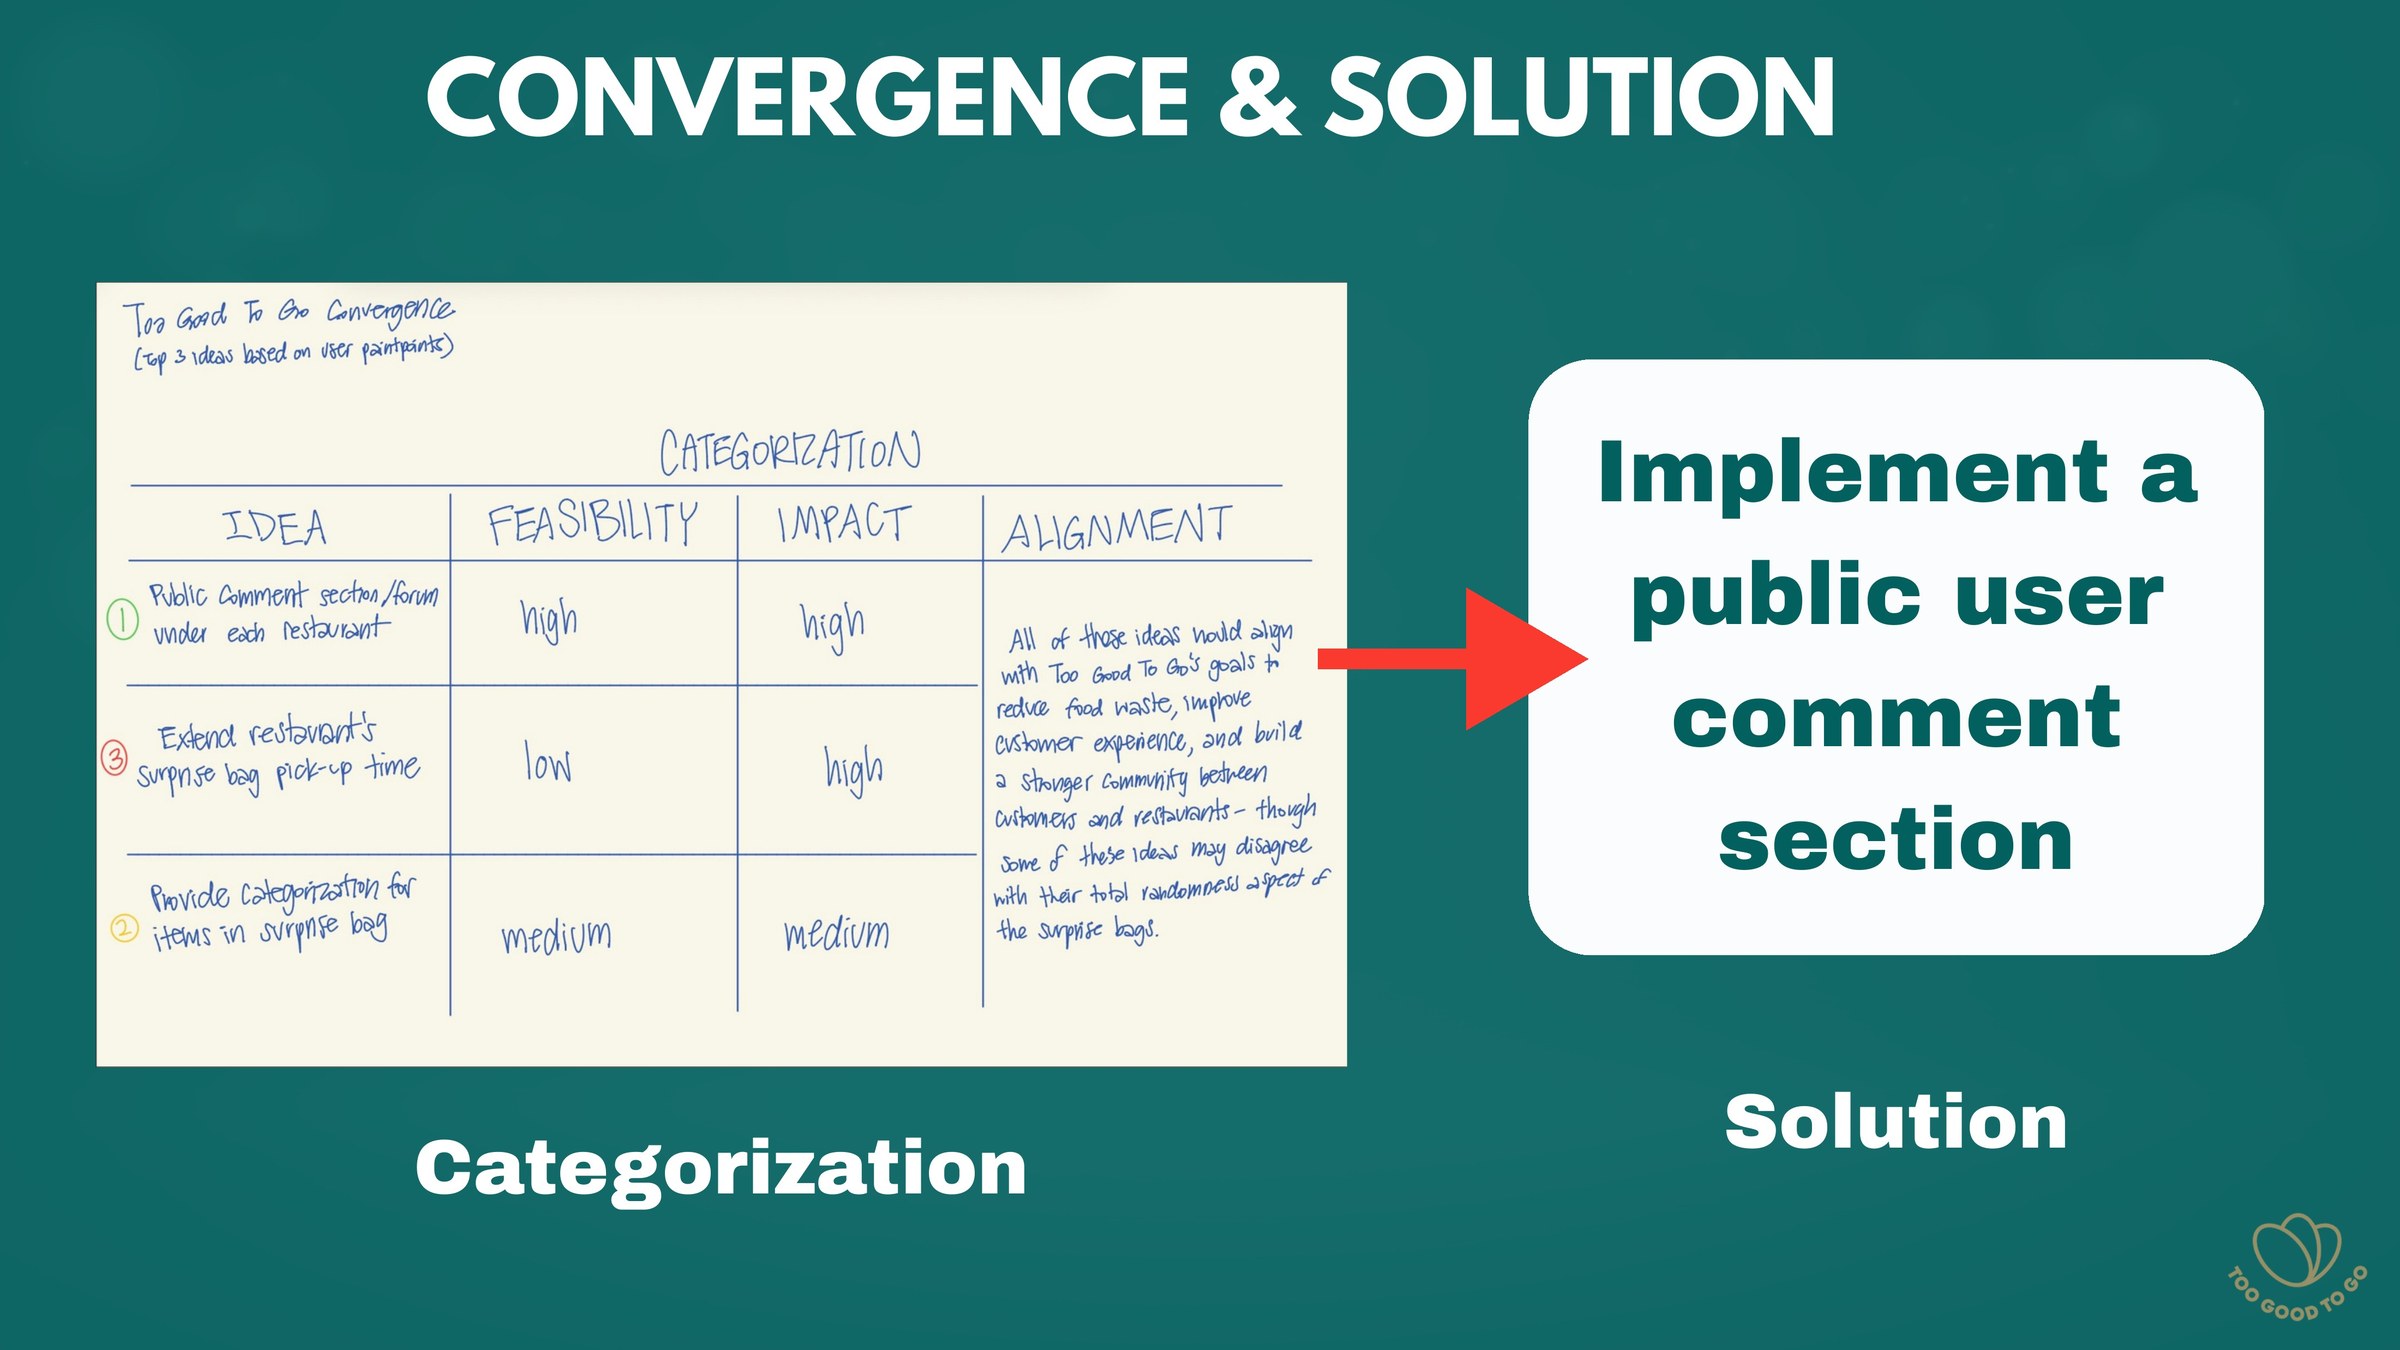 CONVERGENCE & SOLUTION
Too Good To Go Convergence
(top 3 ideas based on user paintpoints)
CATEGORIZATION
IDEA FEASIBILITY IMPACT ALIGNMENT
1 Public comment section/forum
under each restaurant
high high
3 Extend restaurant's
surprise bag pick-up time
low high
2 Provide categorization for
items in surprise bag
medium medium
All of these ideas would align
with Too Good To Go's goals to
reduce food waste, improve
customer experience, and build
a stronger community between
customers and restaurants - though
some of these ideas may disagree
with their total randomness aspect of
the surprise bags.
Implement a
public user
comment
section
Categorization
Solution
TOO GOOD TO GO